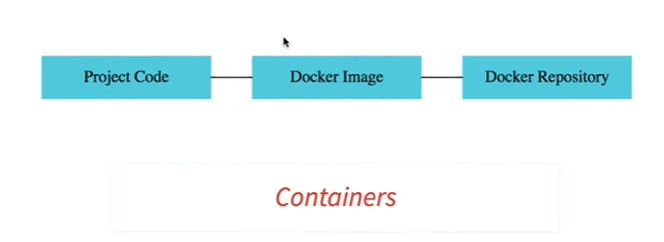 Project Code
Docker Image
Docker Repository
Containers